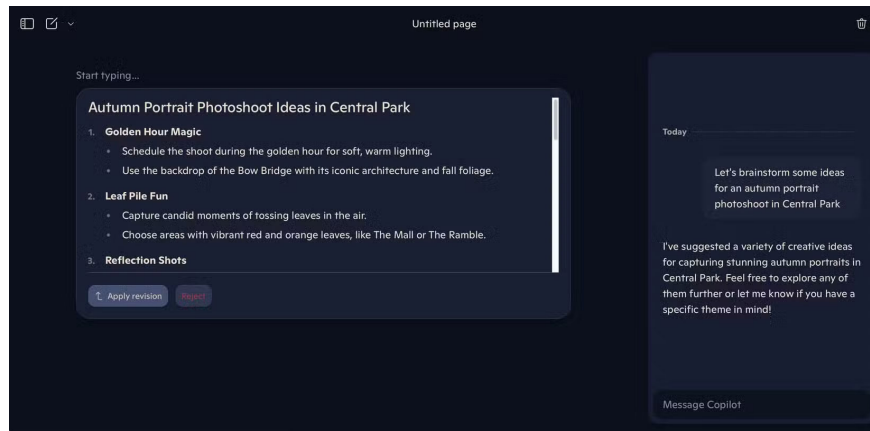 Untitled page
Start typing...
Autumn Portrait Photoshoot Ideas in Central Park
1. Golden Hour Magic
• Schedule the shoot during the golden hour for soft, warm lighting.
• Use the backdrop of the Bow Bridge with its iconic architecture and fall foliage.
2. Leaf Pile Fun
• Capture candid moments of tossing leaves in the air.
• Choose areas with vibrant red and orange leaves, like The Mall or The Ramble.
3. Reflection Shots
Apply revision
Reject
Today
Let's brainstorm some ideas
for an autumn portrait
photoshoot in Central Park
I've suggested a variety of creative ideas
for capturing stunning autumn portraits in
Central Park. Feel free to explore any of
them further or let me know if you have a
specific theme in mind!
Message Copilot